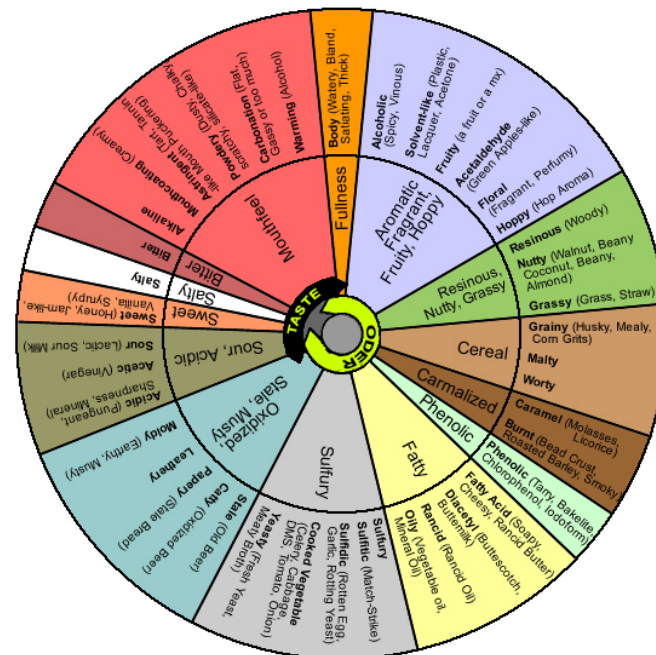 TASTE
ODER
Fullness
Body (Watery, Bland,
Satiating, Thick)
Aromatic
Fragrant,
Fruity, Hoppy
Alcoholic
(Spicy, Vinous)
Solvent-like (Plastic,
Lacquer, Acetone)
Fruity (a fruit or a mx)
Acetaldehyde
(Green Apples-like)
Floral
(Fragrant, Perfumy)
Hoppy (Hop Aroma)
Resinous,
Nutty, Grassy
Resinous (Woody)
Nutty (Walnut, Beany
Coconut, Beany,
Almond)
Grassy (Grass, Straw)
Cereal
Grainy (Husky, Mealy,
Corn Grits)
Malty
Worty
Carmalized
Caramel (Molasses,
Licorice)
Burnt (Bead Crust,
Roasted Barley, Smoky)
Phenolic
Phenolic (Tarry, Bakelite,
Chlorophenol, Iodoform)
Fatty
Fatty Acid (Soapy,
Cheesy, Rancid Butter)
Diacetyl (Buttescotch,
Buttermilk)
Rancid (Rancid Oil)
Oily (Vegetable oil,
Mineral Oil)
Sulfury
Sulfury
Sulfitic (Match-Strike)
Sulfidic (Rotten Egg,
Garlic, Rotting Yeast)
Cooked Vegetable
(Celery, Cabbage,
DMS, Tomato, Onion)
Yeasty (Fresh Yeast,
Meaty Broth)
Oxidized,
Stale, Musty
Stale (Old Beer)
Catty (Oxxidized Beer)
Papery (Stale Bread)
Leathery
Moldy (Earthy, Musty)
Sour, Acidic
Acidic (Pungeant,
Sharpness, Mineral)
Acetic (Vinegar)
Sour (Lactic, Sour Milk)
Sweet
Sweet (Honey, Jam-like,
Vanilla, Syrupy)
Salty
Salty
Bitter
Bitter
Mouthfeel
Alkaline
Mouthcoating (Creamy)
Astringent (Tart, Tannin
like Mouth Puckering)
Powdery (Dusty, Chalky
scratchy, silicate-like)
Carbonation (Flat,
Gassy or too much)
Warming (Alcohol)